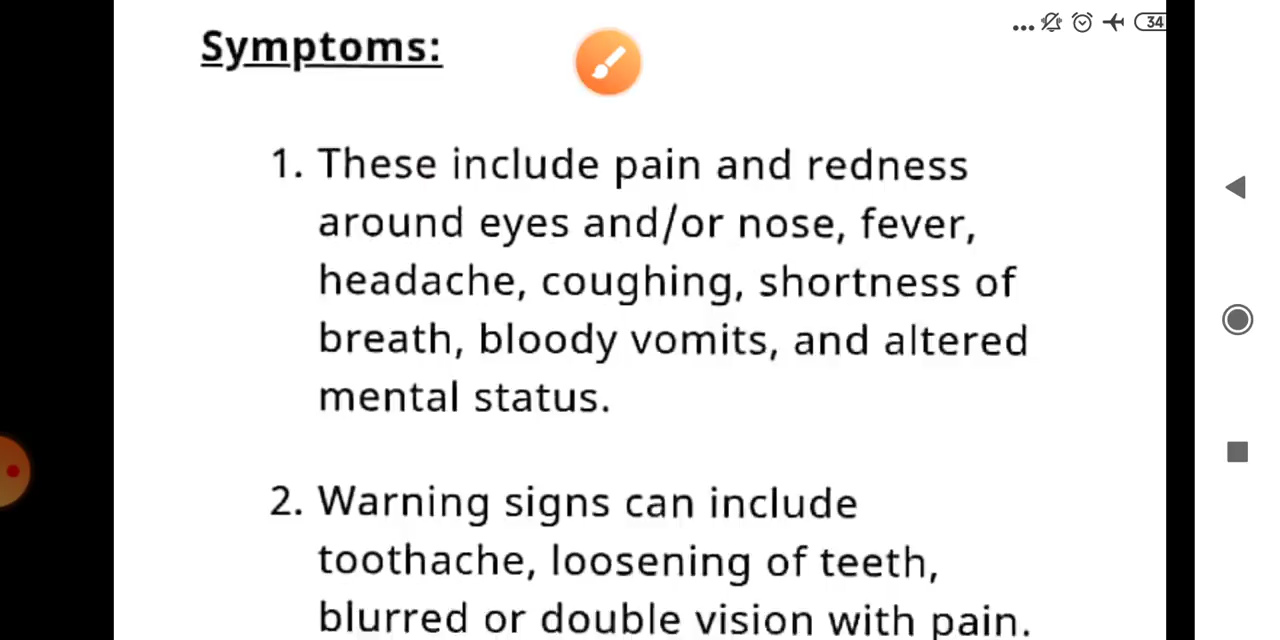 34
Symptoms:
1. These include pain and redness
around eyes and/or nose, fever,
headache, coughing, shortness of
breath, bloody vomits, and altered
mental status.
2. Warning signs can include
toothache, loosening of teeth,
blurred or double vision with pain.